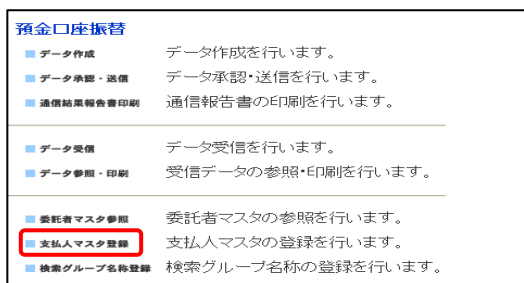 預金口座振替
データ作成 データ作成を行います。
データ承認・送信 データ承認・送信を行います。
通信結果報告書印刷 通信報告書の印刷を行います。
データ受信 データ受信を行います。
データ参照・印刷 受信データの参照・印刷を行います。
委託者マスタ参照 委託者マスタの参照を行います。
支払人マスタ登録 支払人マスタの登録を行います。
検索グループ名称登録 検索グループ名称の登録を行います。